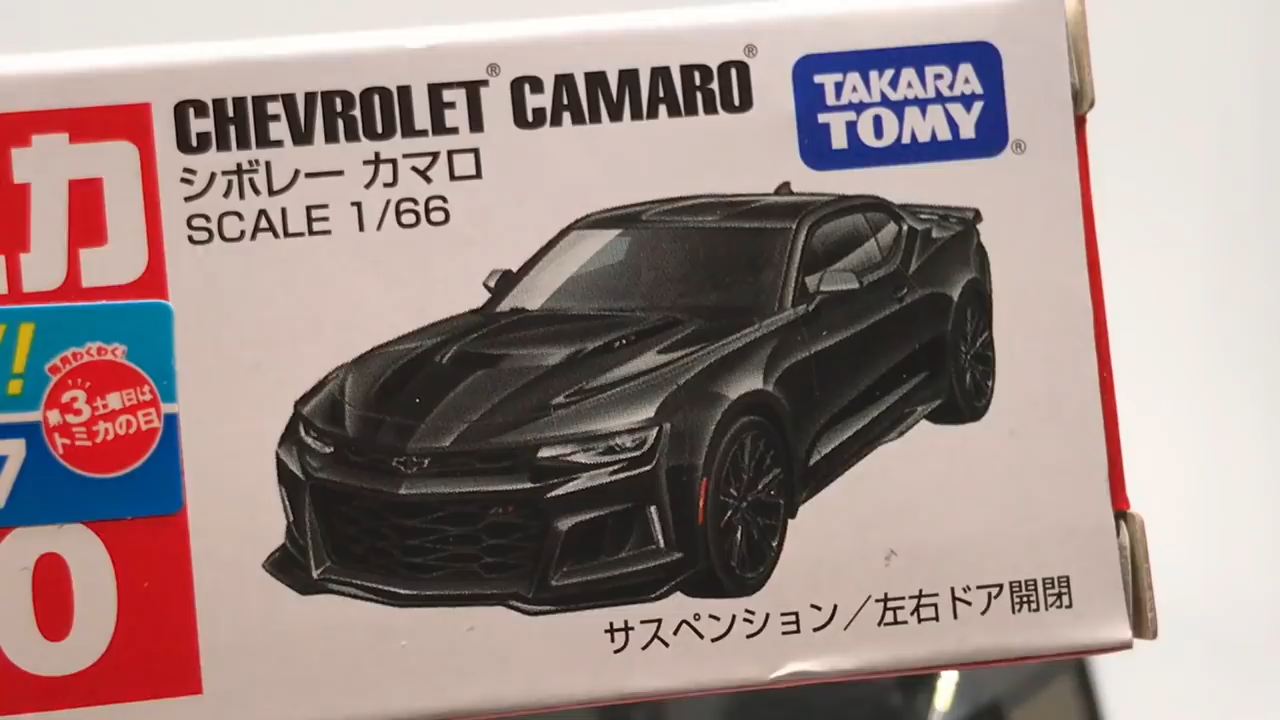 CHEVROLET® CAMARO®
シボレー カマロ
SCALE 1/66
TAKARA
TOMY®
カ
!
毎月わくわく!
第3土曜日は
トミカの日
7
0
サスペンション/左右ドア開閉